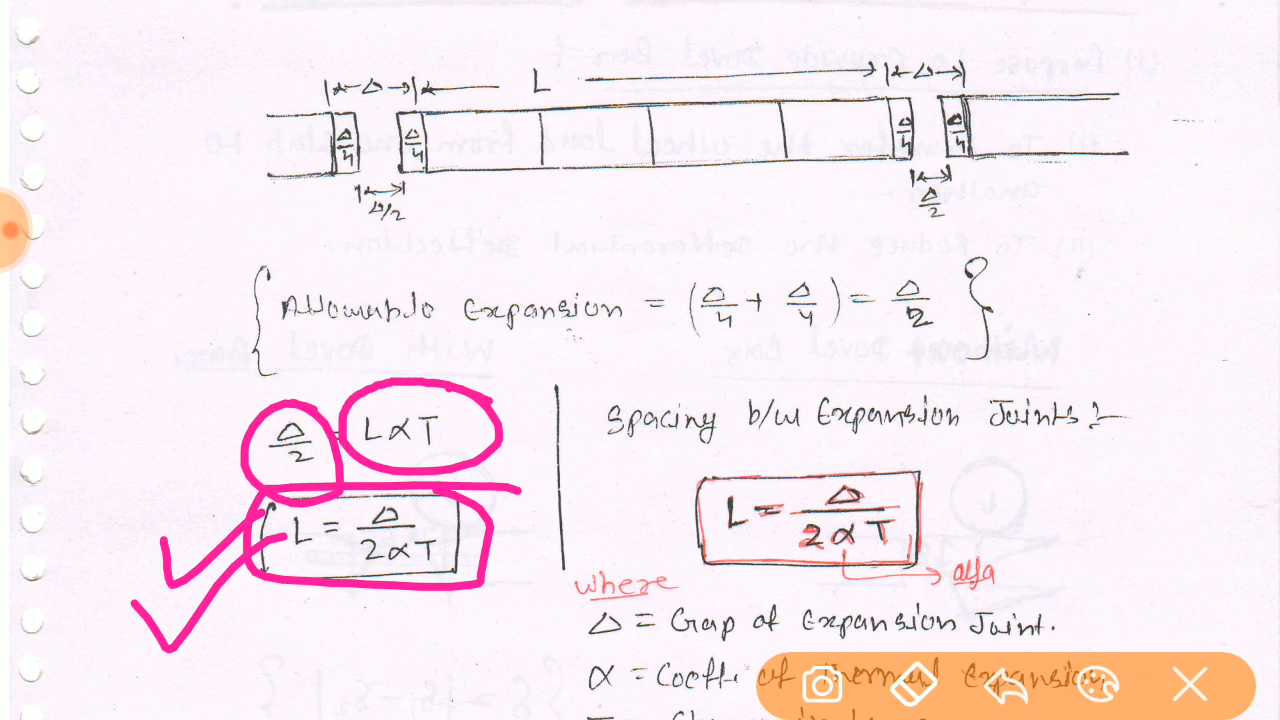 Δ L Δ
Δ/4 Δ/4 Δ/4 Δ/4
Δ/2 Δ/2
Allowable Expansion = (Δ/4 + Δ/4) = Δ/2
Δ/2 = LαT
L = Δ/2αT
Spacing b/w Expansion Joints :-
L = Δ/2αT
where
alfa
Δ = Gap of Expansion Joint.
α = Coeff. of thermal Expansion